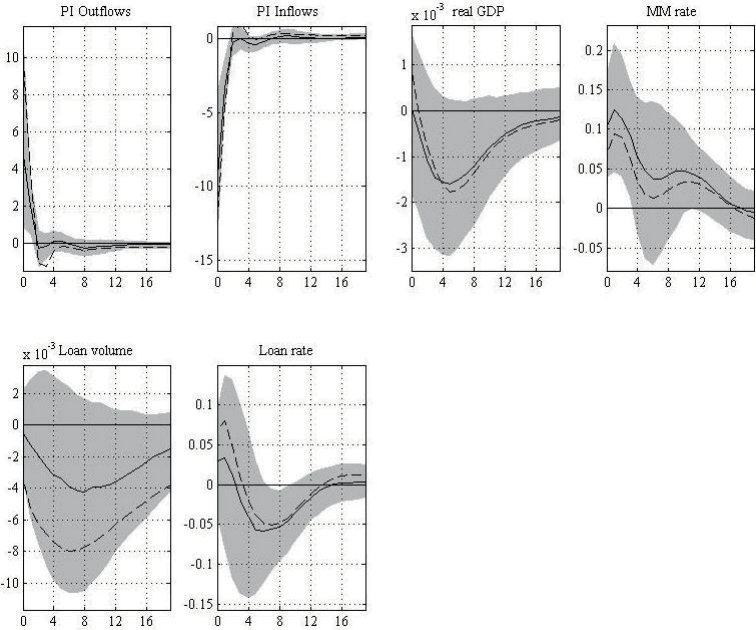 PI Outflows
PI Inflows
x 10-3 real GDP
MM rate
10
8
6
4
2
0
0 4 8 12 16
0
-5
-10
-15
0 4 8 12 16
1
0
-1
-2
-3
0 4 8 12 16
0.2
0.15
0.1
0.05
0
-0.05
0 4 8 12 16
x 10-3 Loan volume
Loan rate
2
0
-2
-4
-6
-8
-10
0 4 8 12 16
0.1
0.05
0
-0.05
-0.1
-0.15
0 4 8 12 16